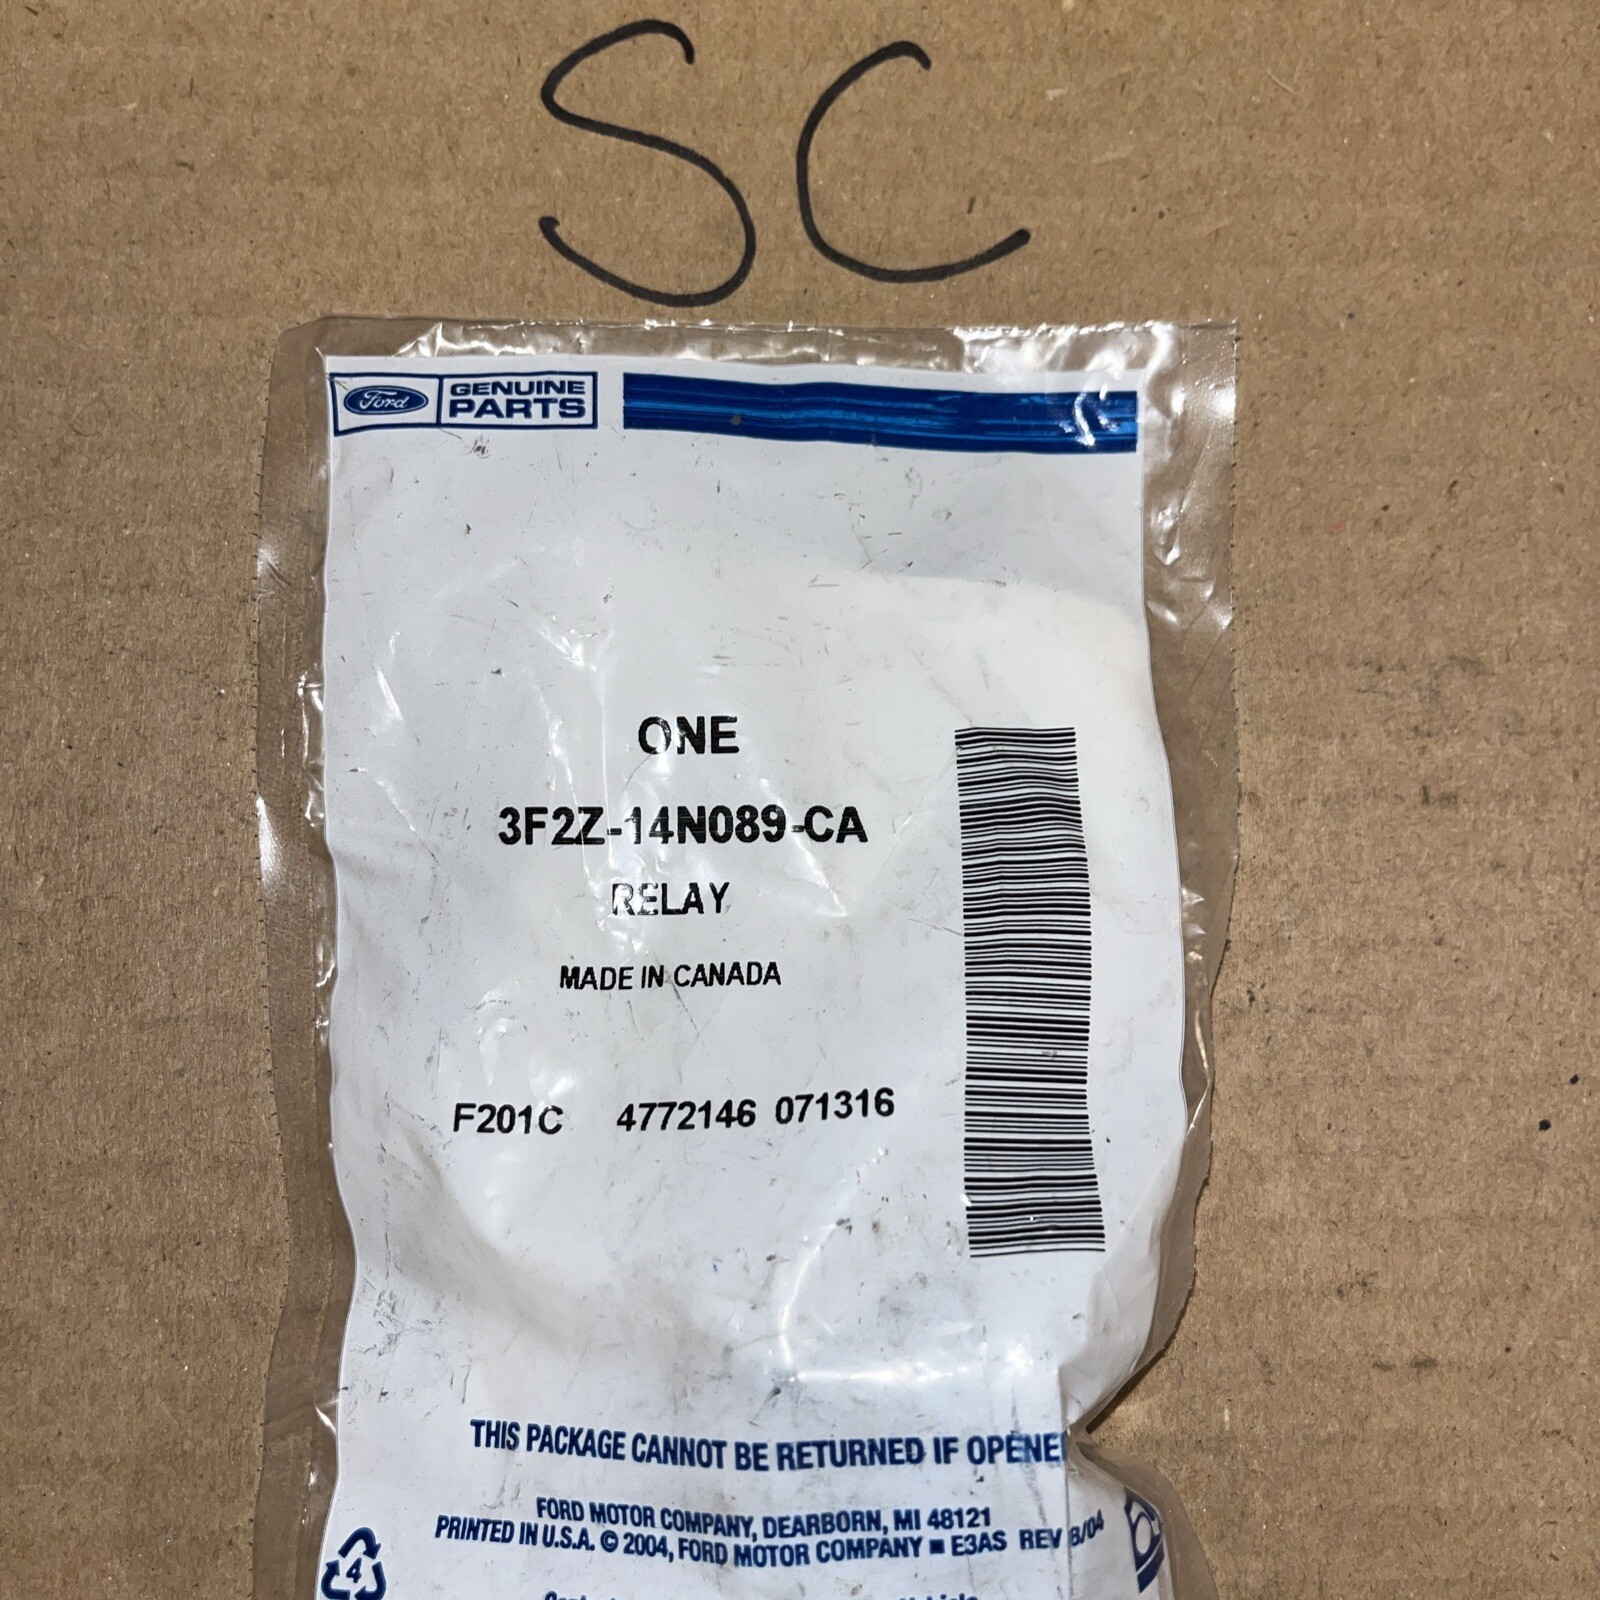 SC
Ford GENUINE
PARTS
ONE
3F2Z-14N089-CA
RELAY
MADE IN CANADA
F201C 4772146 071316
THIS PACKAGE CANNOT BE RETURNED IF OPENE
FORD MOTOR COMPANY, DEARBORN, MI 48121
PRINTED IN U.S.A. © 2004, FORD MOTOR COMPANY ■ E3AS REV B/04
4